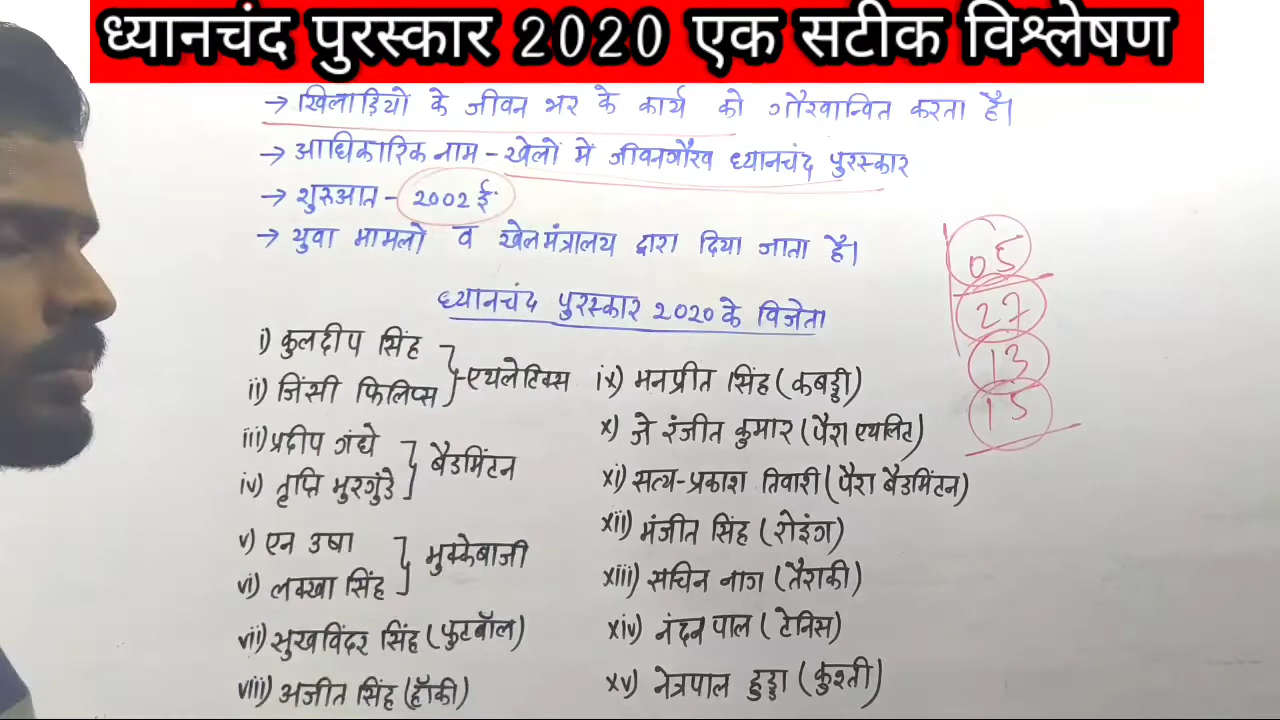 ध्यानचंद पुरस्कार 2020 एक सटीक विश्लेषण
→ खिलाड़ियो के जीवन भर के कार्य को गौरवान्वित करता है।
→ आधिकारिक नाम - खेलो मे जीवनगौरव ध्यानचंद पुरस्कार
→ शुरुआत - २००२ ई॰
→ युवा मामलो व खेल मंत्रालय द्वारा दिया जाता है।
ध्यानचंद पुरस्कार २०२० के विजेता
i) कुलदीप सिंह
ii) जिंसी फिलिप्स
एथलेटिक्स
iii) प्रदीप गंधे
iv) तृप्ति मुरगुंडे
बैडमिंटन
v) एन उषा
vi) लक्खा सिंह
मुक्केबाजी
vii) सुखविंदर सिंह (फुटबॉल)
viii) अजीत सिंह (हॉकी)
ix) मनप्रीत सिंह (कबड्डी)
x) जे रंजीत कुमार (पैरा एथलिट)
xi) सत्य-प्रकाश तिवारी (पैरा बैडमिंटन)
xii) मंजीत सिंह (रोइंग)
xiii) सचिन नाग (तैराकी)
xiv) नंदन पाल (टेनिस)
xv) नेत्रपाल हुड्डा (कुश्ती)
05
27
13
15